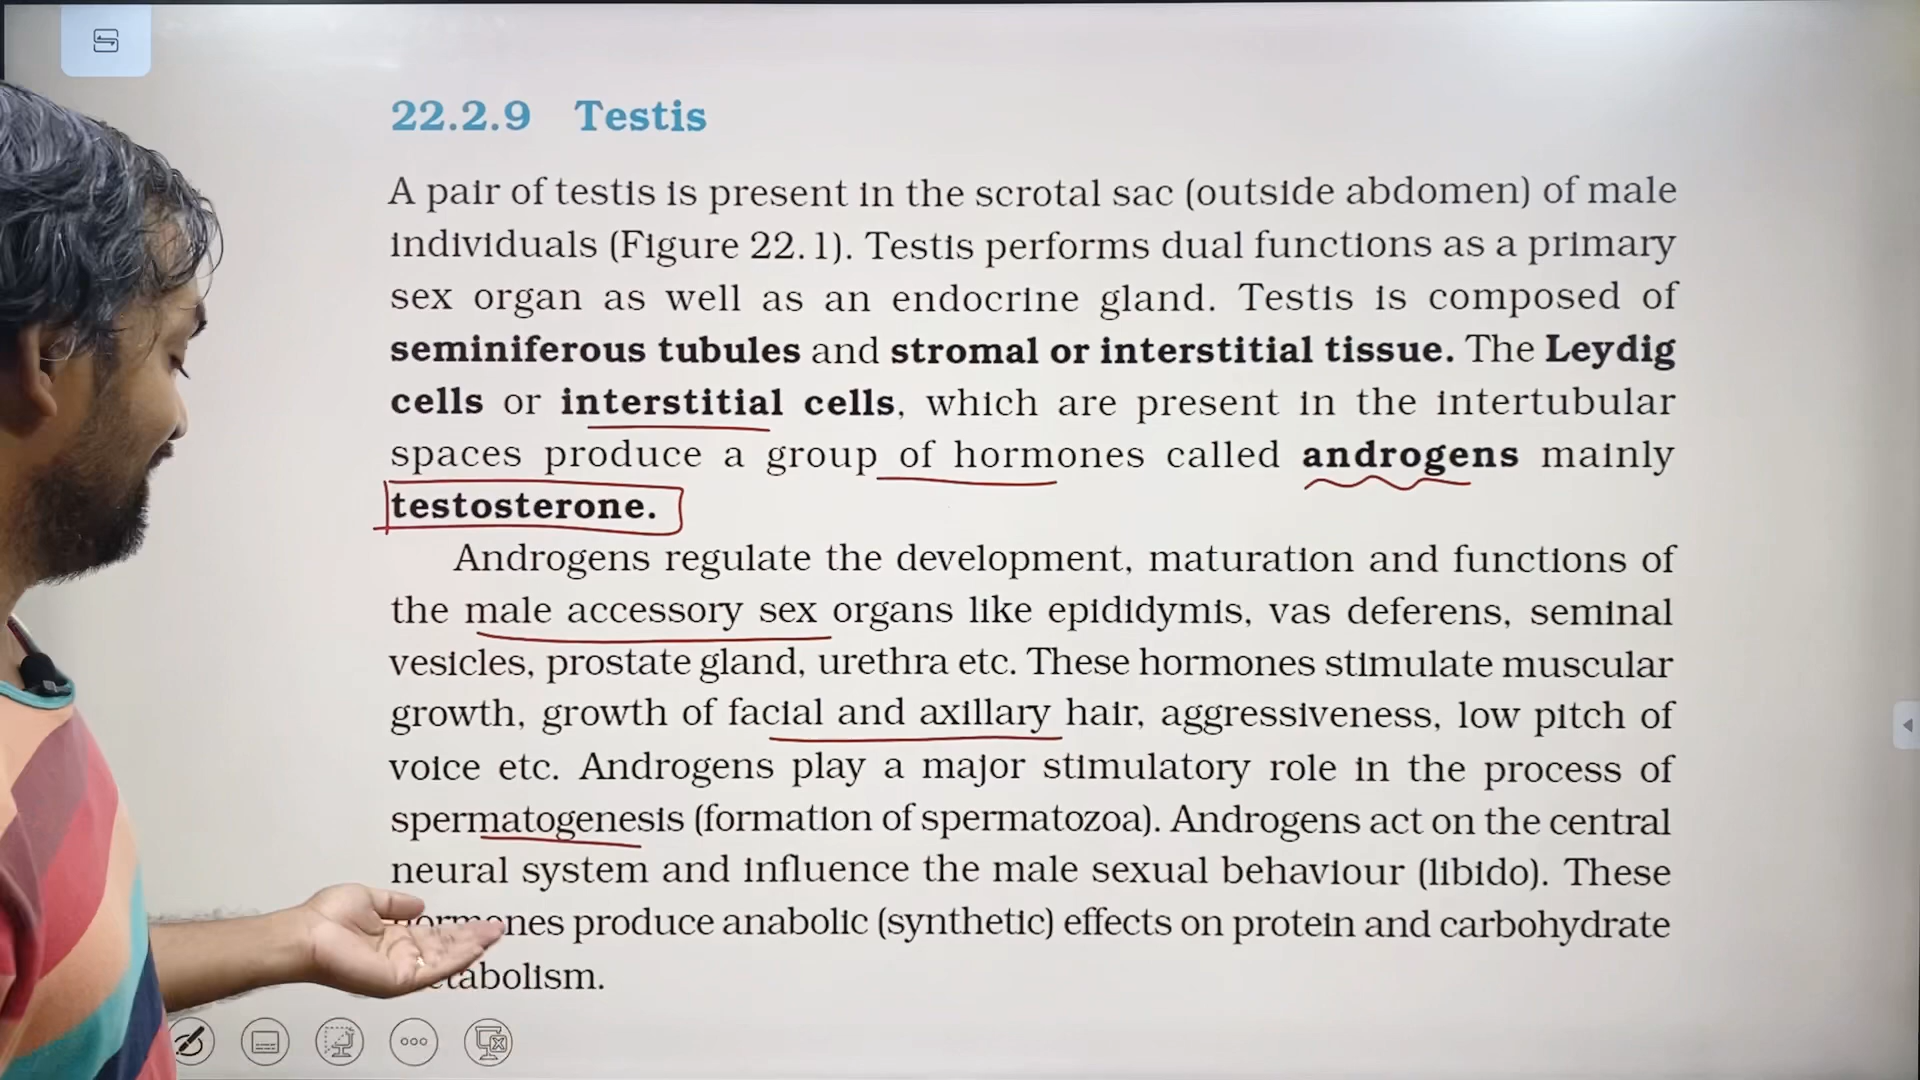 22.2.9 Testis
A pair of testis is present in the scrotal sac (outside abdomen) of male
individuals (Figure 22.1). Testis performs dual functions as a primary
sex organ as well as an endocrine gland. Testis is composed of
seminiferous tubules and stromal or interstitial tissue. The Leydig
cells or interstitial cells, which are present in the intertubular
spaces produce a group of hormones called androgens mainly
testosterone.
Androgens regulate the development, maturation and functions of
the male accessory sex organs like epididymis, vas deferens, seminal
vesicles, prostate gland, urethra etc. These hormones stimulate muscular
growth, growth of facial and axillary hair, aggressiveness, low pitch of
voice etc. Androgens play a major stimulatory role in the process of
spermatogenesis (formation of spermatozoa). Androgens act on the central
neural system and influence the male sexual behaviour (libido). These
hormones produce anabolic (synthetic) effects on protein and carbohydrate
tabolism.